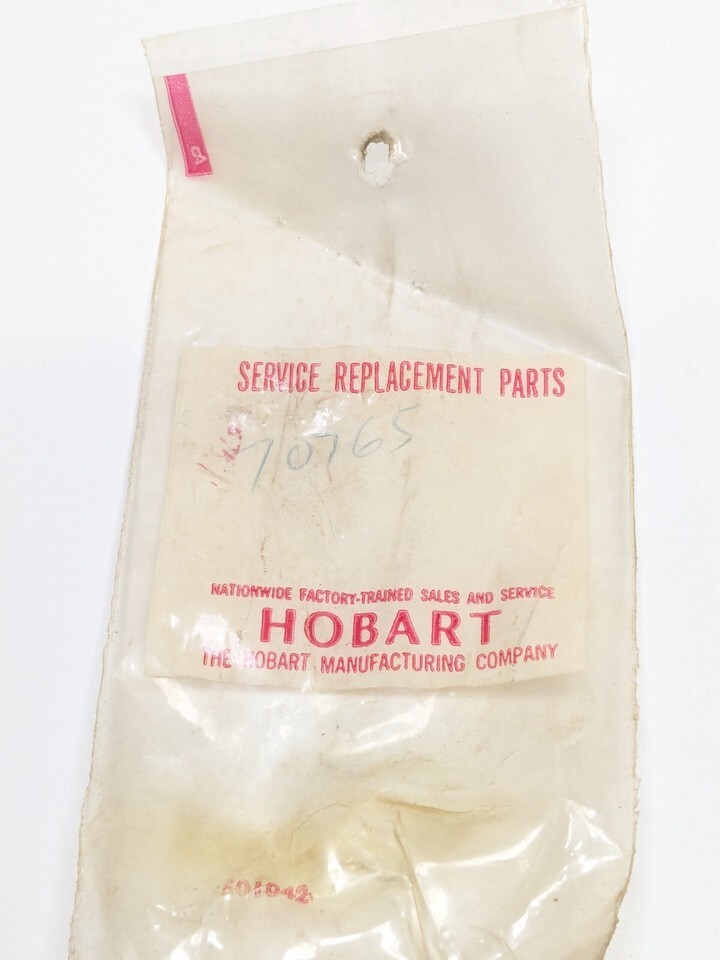 SERVICE REPLACEMENT PARTS
70765
NATIONWIDE FACTORY-TRAINED SALES AND SERVICE
HOBART
THE HOBART MANUFACTURING COMPANY